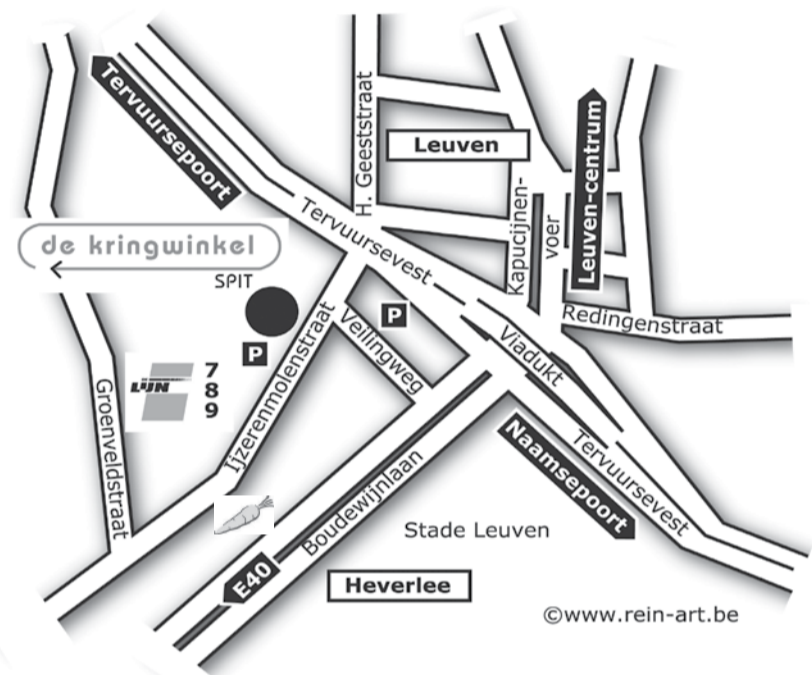 Tervuursepoort
H. Geeststraat
Leuven
Kapucijnen-
voer
Leuven-centrum
de kringwinkel
Tervuursevest
SPIT
P
P
Veilingweg
Redingenstraat
Viadukt
LIJN
7
8
9
Groenveldstraat
Ijzerenmolenstraat
Naamsepoort
Tervuursevest
Boudewijnlaan
Stade Leuven
E40
Heverlee
©www.rein-art.be